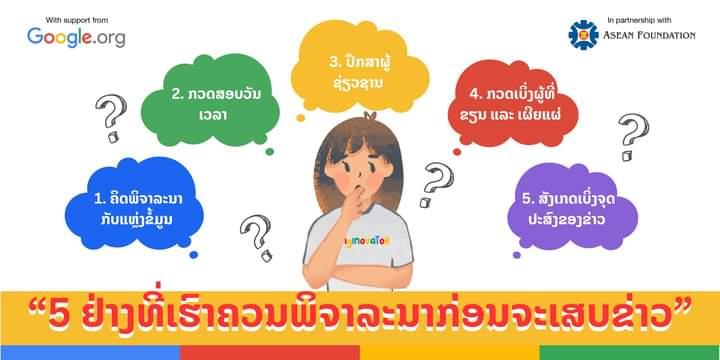 With support from
Google.org
In partnership with
ASEAN FOUNDATION
1. ຄິດພິຈາລະນາ
ກັບແຫຼ່ງຂໍ້ມູນ
2. ກວດສອບວັນ
ເວລາ
3. ປຶກສາຜູ້
ຊ່ຽວຊານ
4. ກວດເບິ່ງຜູ້ທີ່
ຂຽນ ແລະ ເຜີຍແຜ່
5. ສັງເກດເບິ່ງຈຸດ
ປະສົງຂອງຂ່າວ
iginovator
“5 ຢ່າງທີ່ເຮົາຄວນພິຈາລະນາກ່ອນຈະເສບຂ່າວ”